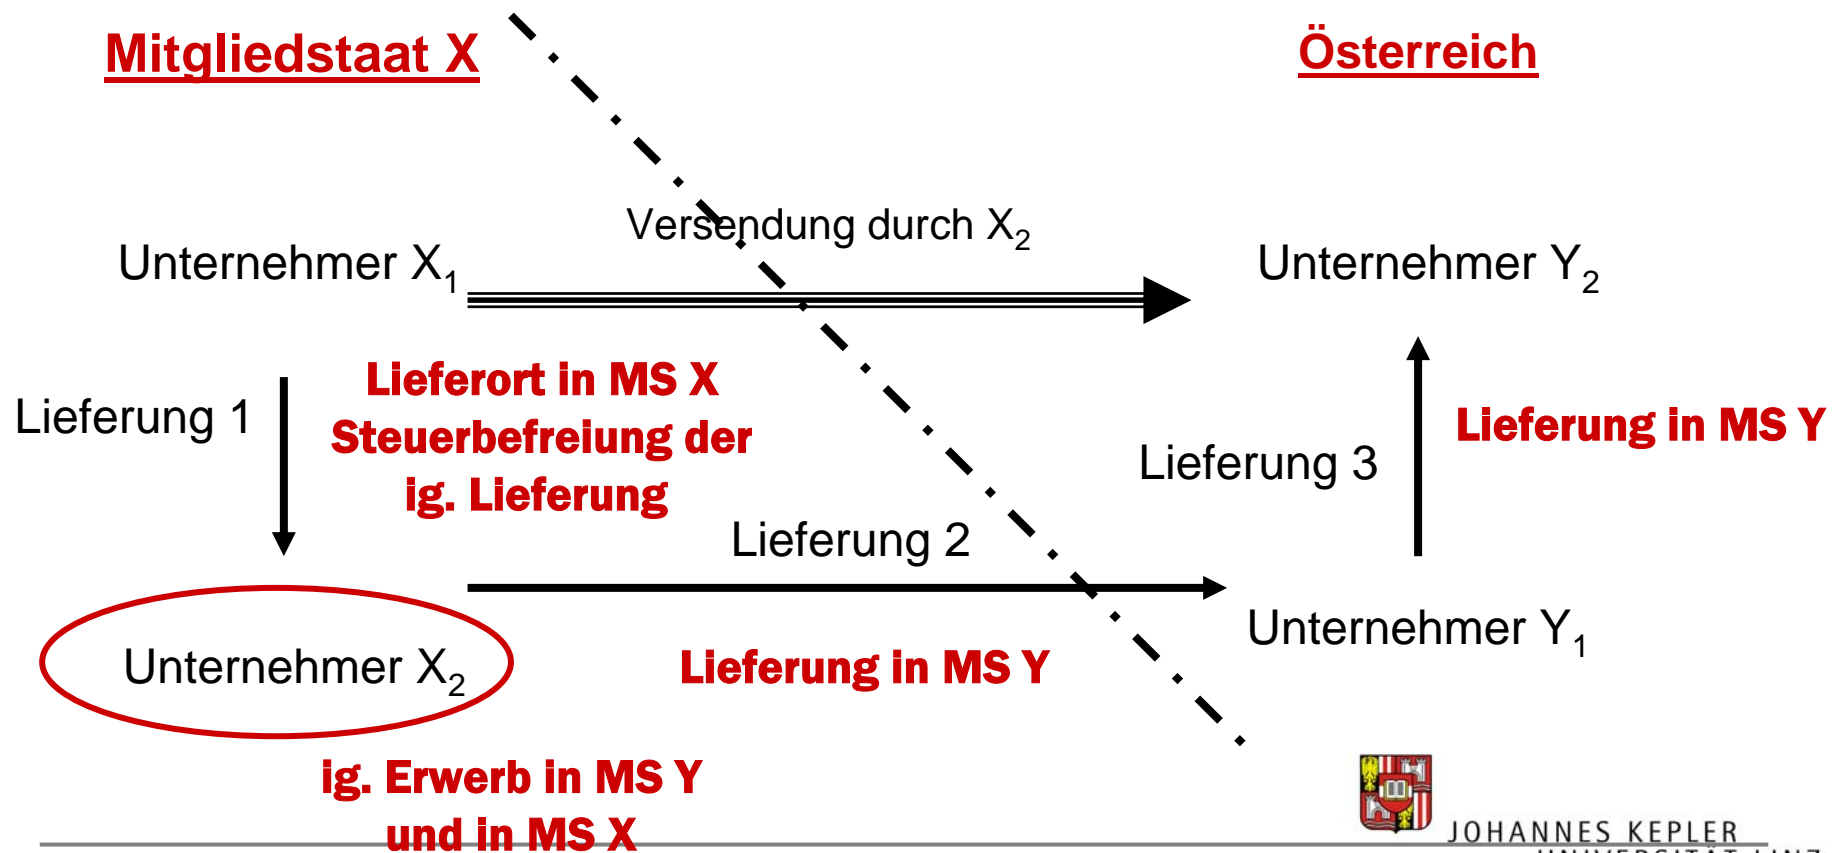 Mitgliedstaat X
Österreich
Versendung durch X₂
Unternehmer X₁
Unternehmer Y₂
Lieferort in MS X
Steuerbefreiung der
ig. Lieferung
Lieferung 1
Lieferung in MS Y
Lieferung 3
Lieferung 2
Unternehmer Y₁
Unternehmer X₂
Lieferung in MS Y
ig. Erwerb in MS Y
und in MS X
JOHANNES KEPLER
UNIVERSITÄT LINZ